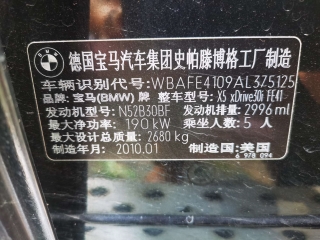 德国宝马汽车集团史帕滕博格工厂制造
车辆识别代号:WBAFE4109AL375125
品牌:宝马(BMW)牌 整车型号:X5 xDrive30i FE41
发动机型号:N52B30BF 发动机排量:2996 ml
最大净功率:190 kW 乘坐人数:5 人
最大设计总质量:2680 kg
制造年月:2010.01 制造国:美国
6 978 094